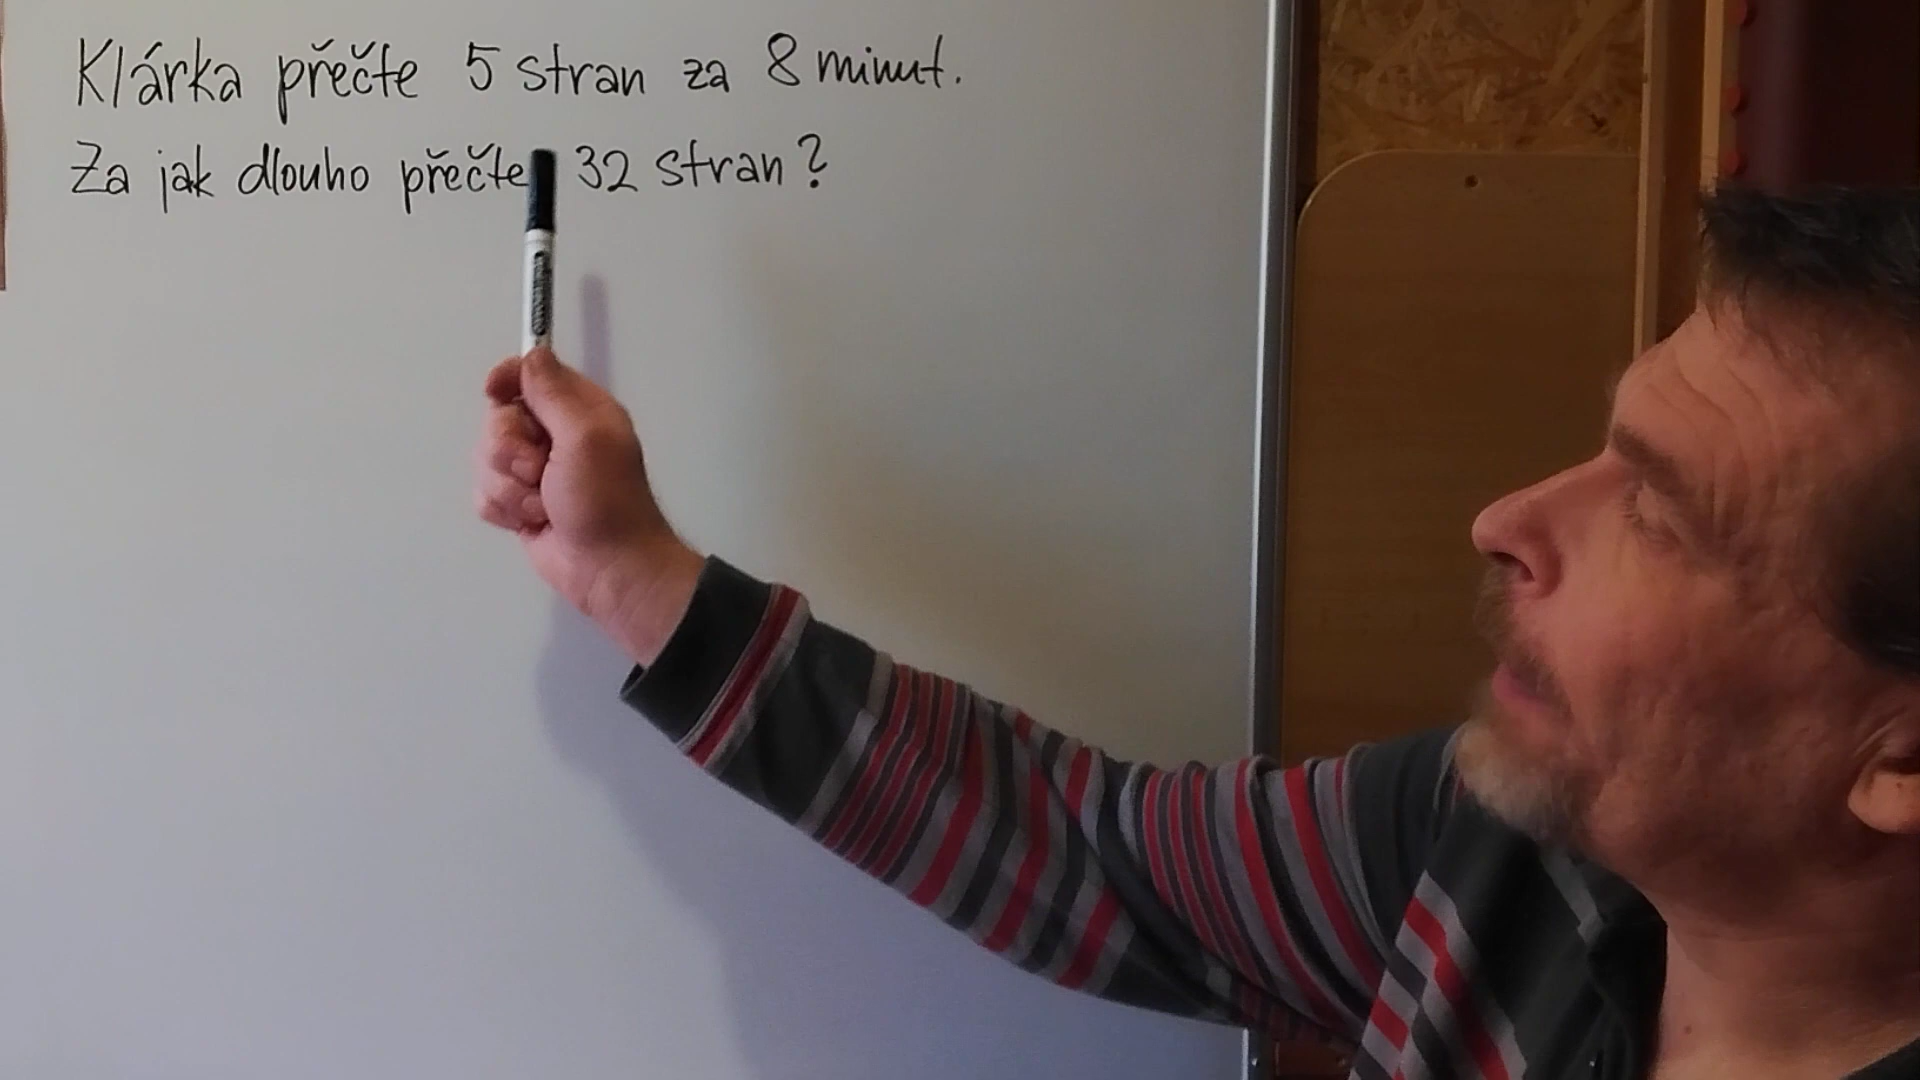 Klárka přečte 5 stran za 8 minut.
Za jak dlouho přečte 32 stran?